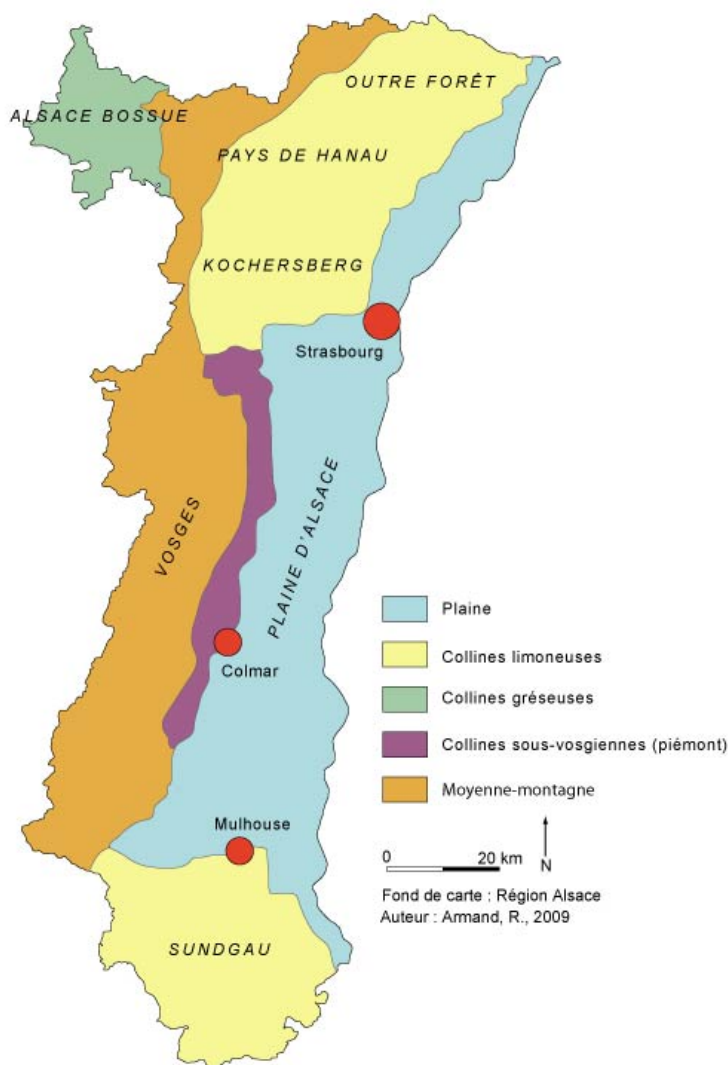 OUTRE FORÊT
ALSACE BOSSUE
PAYS DE HANAU
KOCHERSBERG
Strasbourg
VOSGES
PLAINE D'ALSACE
Colmar
Mulhouse
SUNDGAU
Plaine
Collines limoneuses
Collines gréseuses
Collines sous-vosgiennes (piémont)
Moyenne-montagne
0 20 km
N
Fond de carte : Région Alsace
Auteur : Armand, R., 2009